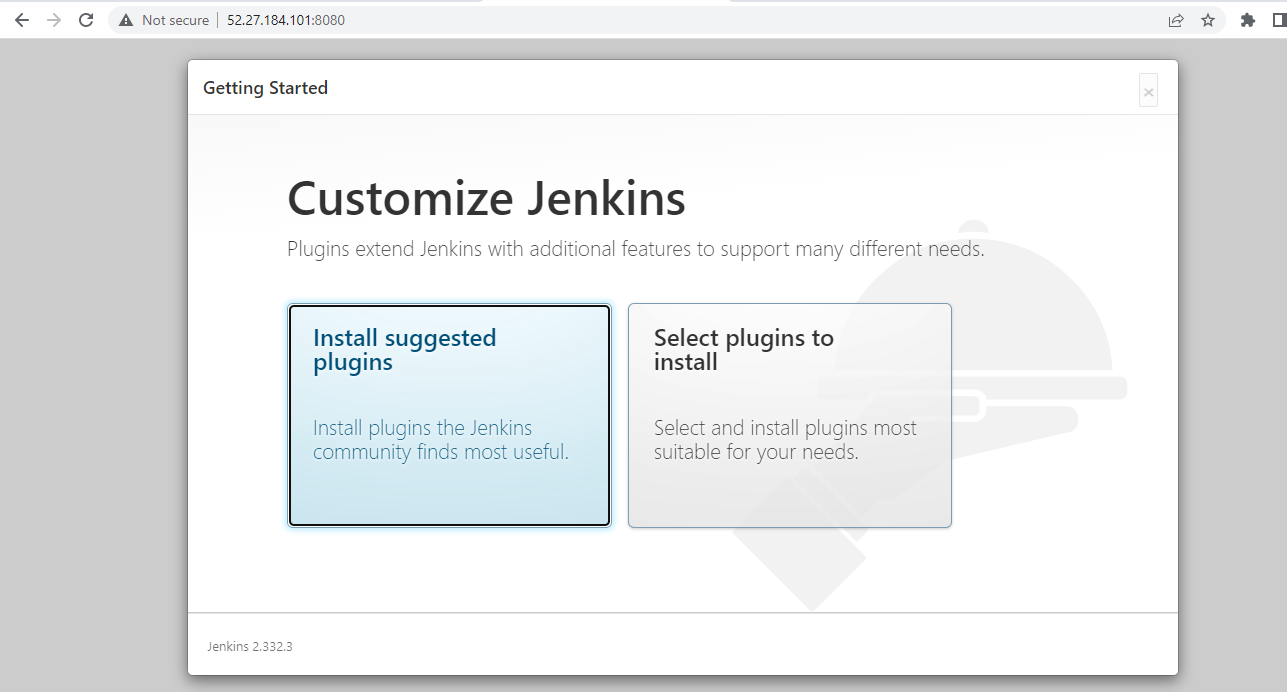 Not secure
52.27.184.101:8080
Getting Started
×
Customize Jenkins
Plugins extend Jenkins with additional features to support many different needs.
Install suggested
plugins
Install plugins the Jenkins
community finds most useful.
Select plugins to
install
Select and install plugins most
suitable for your needs.
Jenkins 2.332.3